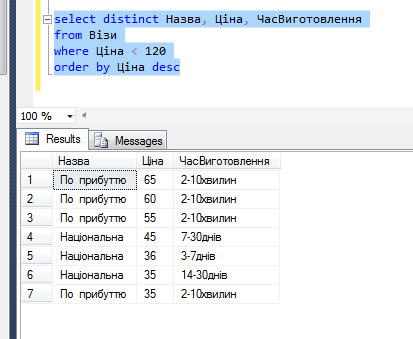 select distinct Назва, Ціна, ЧасВиготовлення
from Візи
where Ціна < 120
order by Ціна desc
100 %
Results Messages
Назва Ціна ЧасВиготовлення
1 По прибуттю 65 2-10хвилин
2 По прибуттю 60 2-10хвилин
3 По прибуттю 55 2-10хвилин
4 Національна 45 7-30днів
5 Національна 36 3-7днів
6 Національна 35 14-30днів
7 По прибуттю 35 2-10хвилин